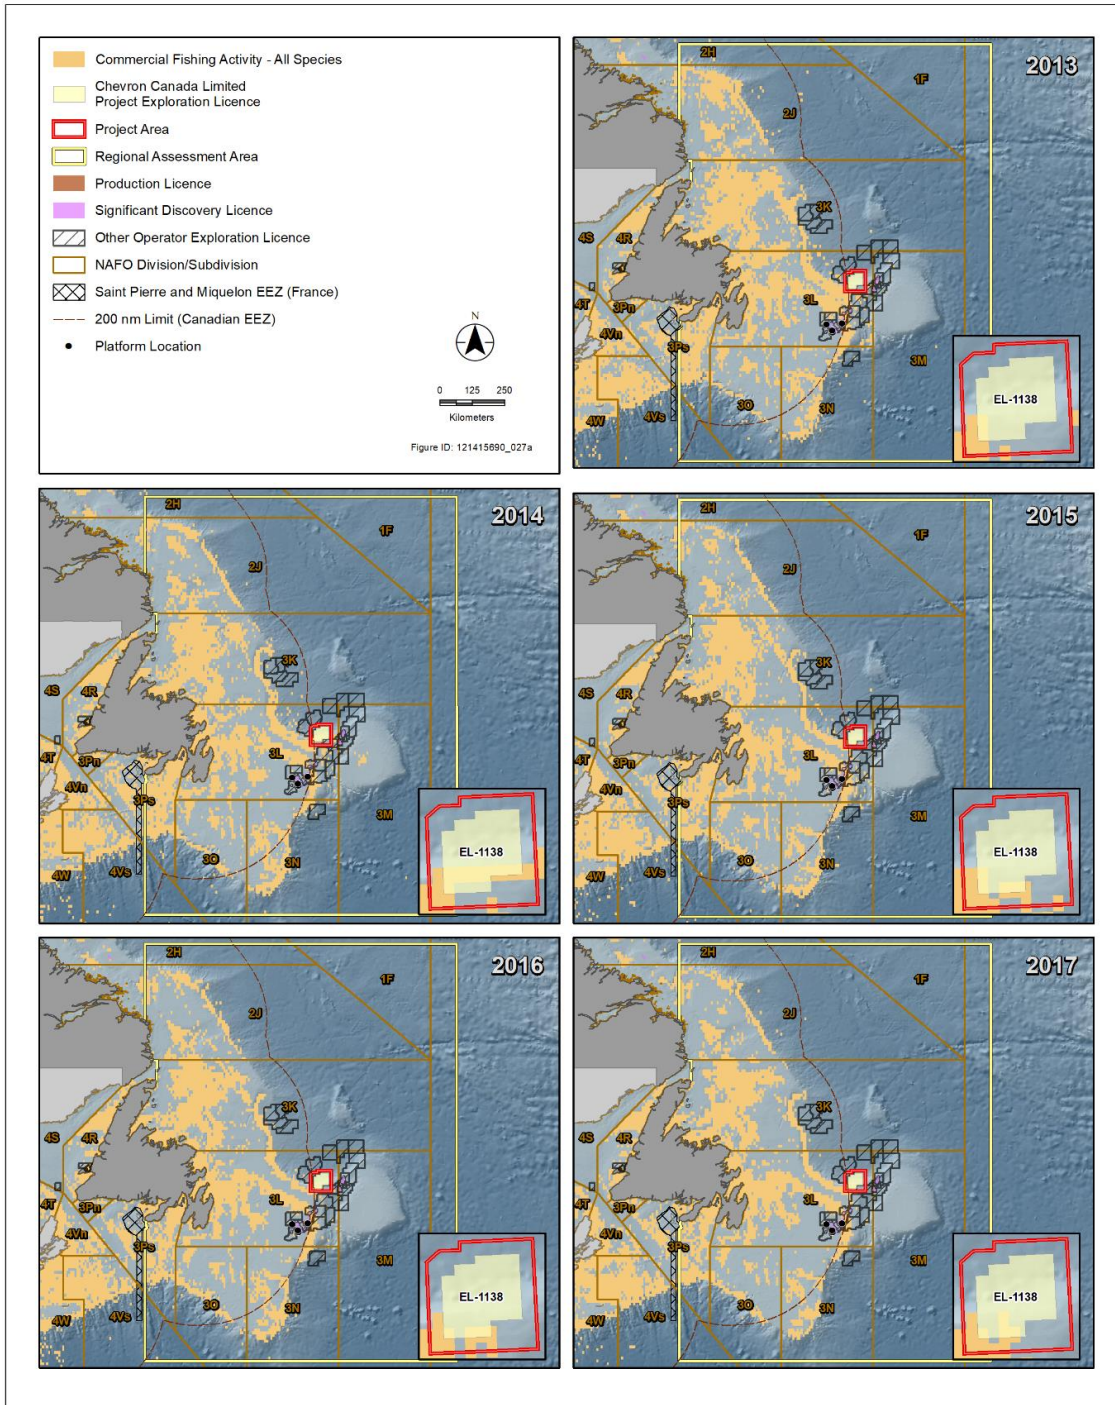 Commercial Fishing Activity - All Species
Chevron Canada Limited
Project Exploration Licence
Project Area
Regional Assessment Area
Production Licence
Significant Discovery Licence
Other Operator Exploration Licence
NAFO Division/Subdivision
Saint Pierre and Miquelon EEZ (France)
200 nm Limit (Canadian EEZ)
Platform Location
N
0 125 250
Kilometers
Figure ID: 121415690_027a
2013
2H
1F
2J
3K
4S
4R
3L
4T
3Pn
4Vn
3Ps
3M
3O
3N
4W
4Vs
EL-1138
2014
2H
1F
2J
3K
4S
4R
3L
4T
3Pn
4Vn
3Ps
3M
3O
3N
4W
4Vs
EL-1138
2015
2H
1F
2J
3K
4S
4R
3L
4T
3Pn
4Vn
3Ps
3M
3O
3N
4W
4Vs
EL-1138
2016
2H
1F
2J
3K
4S
4R
3L
4T
3Pn
4Vn
3Ps
3M
3O
3N
4W
4Vs
EL-1138
2017
2H
1F
2J
3K
4S
4R
3L
4T
3Pn
4Vn
3Ps
3M
3O
3N
4W
4Vs
EL-1138